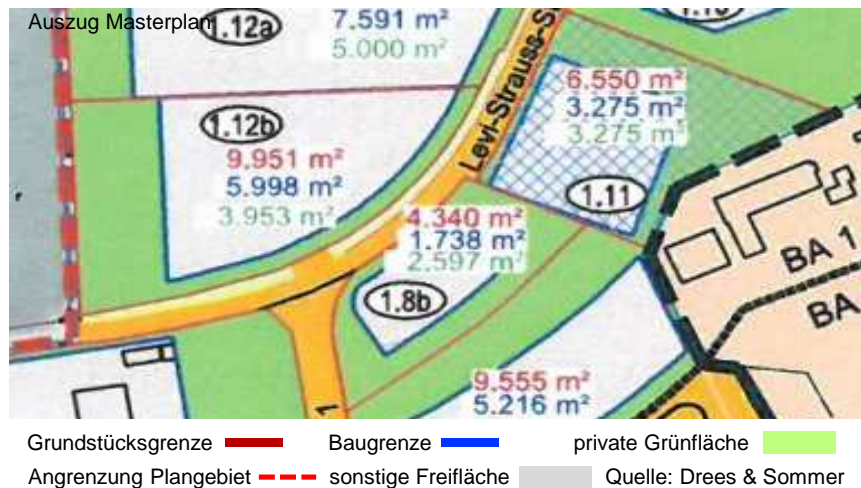 Auszug Masterplan
1.12a
7.591 m²
5.000 m²
6.550 m²
3.275 m²
3.275 m²
Levi-Strauss-S
1.12b
9.951 m²
5.998 m²
3.953 m²
1.11
4.340 m²
1.738 m²
2.597 m²
BA 1
1.8b
BA
9.555 m²
5.216 m²
1
Grundstücksgrenze Baugrenze private Grünfläche
Angrenzung Plangebiet sonstige Freifläche Quelle: Drees & Sommer